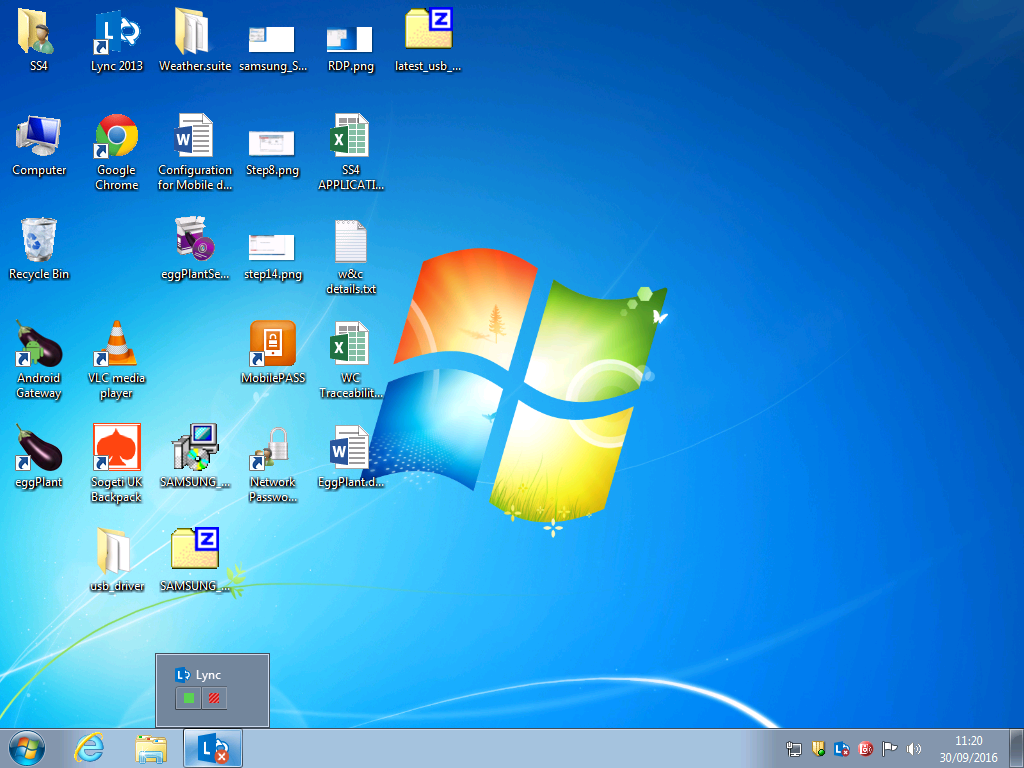 SS4
Lync 2013
Weather.suite
samsung_S...
RDP.png
latest_usb_...
Computer
Google
Chrome
Configuration
for Mobile d...
Step8.png
SS4
APPLICATI...
Recycle Bin
eggPlantSe...
step14.png
w&c
details.txt
Android
Gateway
VLC media
player
MobilePASS
WC
Traceabilit...
eggPlant
Sogeti UK
Backpack
SAMSUNG_...
Network
Passwo...
EggPlant.d...
usb_driver
SAMSUNG_...
Lync
11:20
30/09/2016